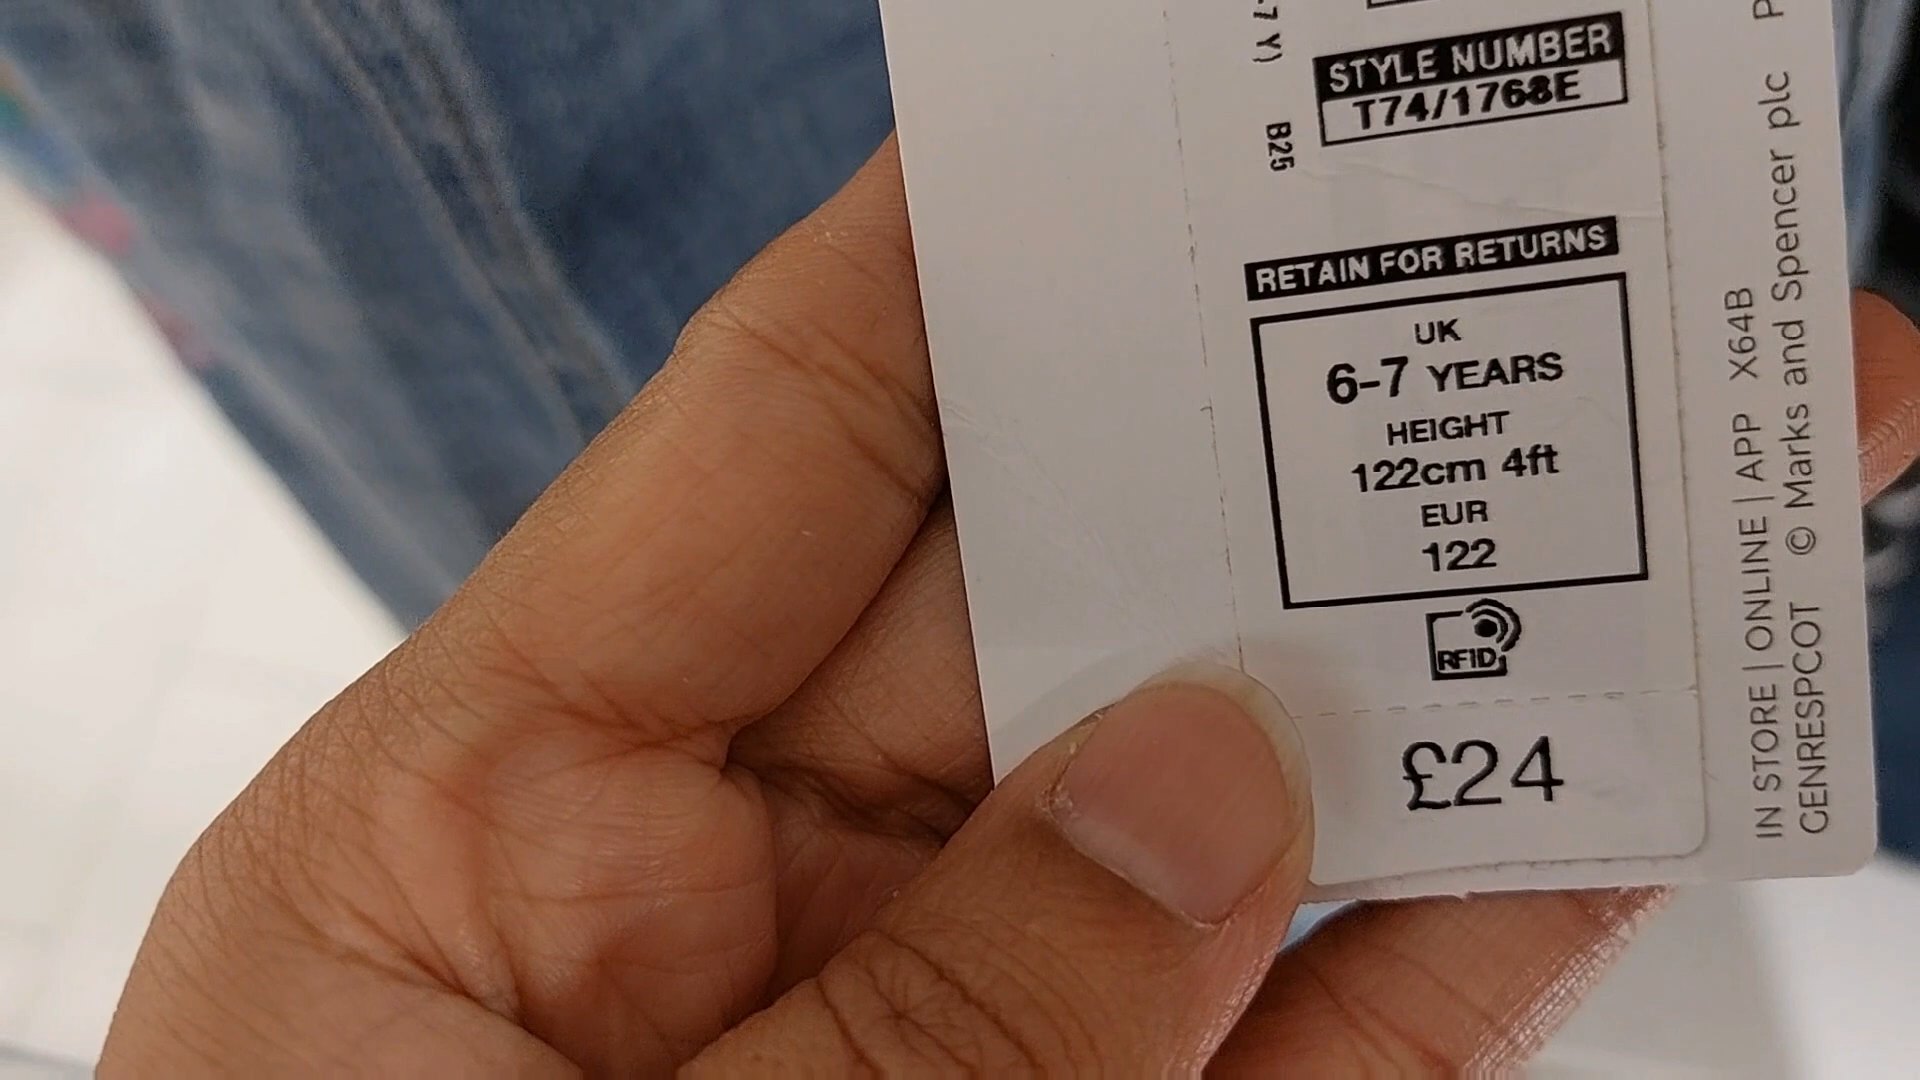 -7 Y) B25
STYLE NUMBER
T74/1768E
RETAIN FOR RETURNS
UK
6-7 YEARS
HEIGHT
122cm 4ft
EUR
122
RFID
£24
IN STORE | ONLINE | APP X64B
GENRESPCOT © Marks and Spencer plc P